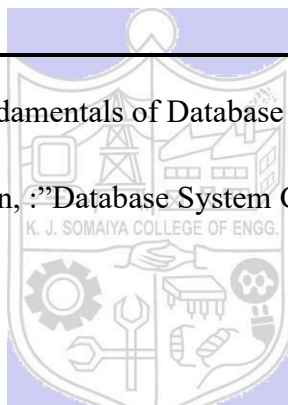 damentals of Database
n, :”Database System C
K. J. SOMAIYA COLLEGE OF ENGG.